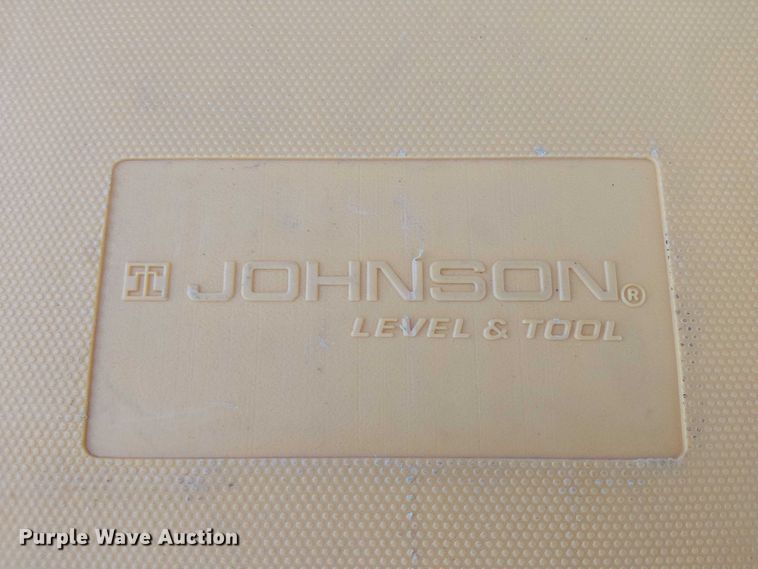 JOHNSON®
LEVEL & TOOL
Purple Wave Auction